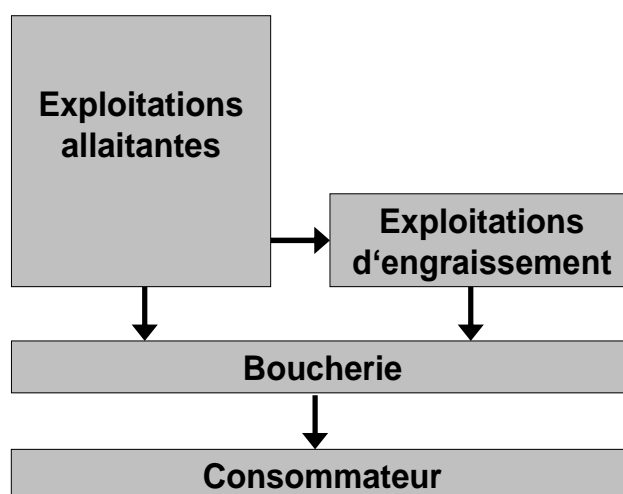 Exploitations
allaitantes
Exploitations
d‘engraissement
Boucherie
Consommateur